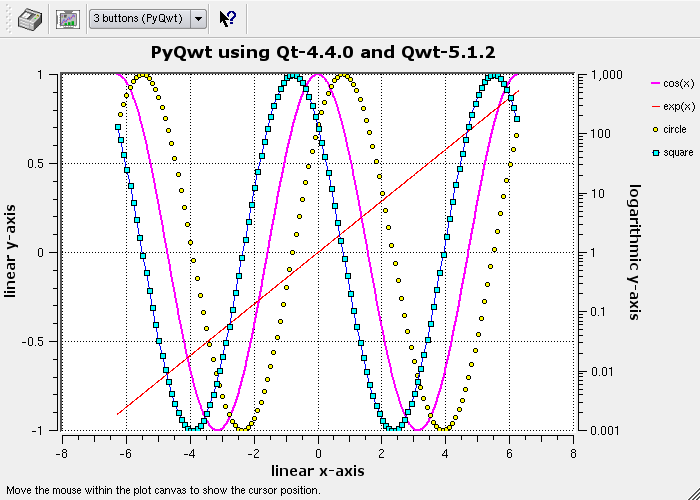 3 buttons (PyQwt)
PyQwt using Qt-4.4.0 and Qwt-5.1.2
1
0.5
0
-0.5
-1
linear y-axis
1,000
100
10
1
0.1
0.01
0.001
logarithmic y-axis
cos(x)
exp(x)
circle
square
-8 -6 -4 -2 0 2 4 6 8
linear x-axis
Move the mouse within the plot canvas to show the cursor position.